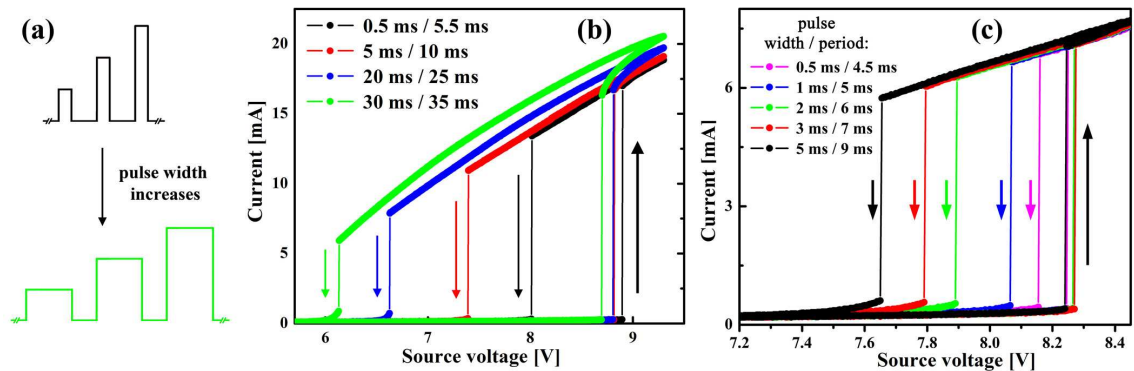 (a)
pulse width
increases
(b)
0.5 ms / 5.5 ms
5 ms / 10 ms
20 ms / 25 ms
30 ms / 35 ms
Current [mA]
20
15
10
5
0
6 7 8 9
Source voltage [V]
(c)
pulse
width / period:
0.5 ms / 4.5 ms
1 ms / 5 ms
2 ms / 6 ms
3 ms / 7 ms
5 ms / 9 ms
Current [mA]
6
3
0
7.2 7.4 7.6 7.8 8.0 8.2 8.4
Source voltage [V]